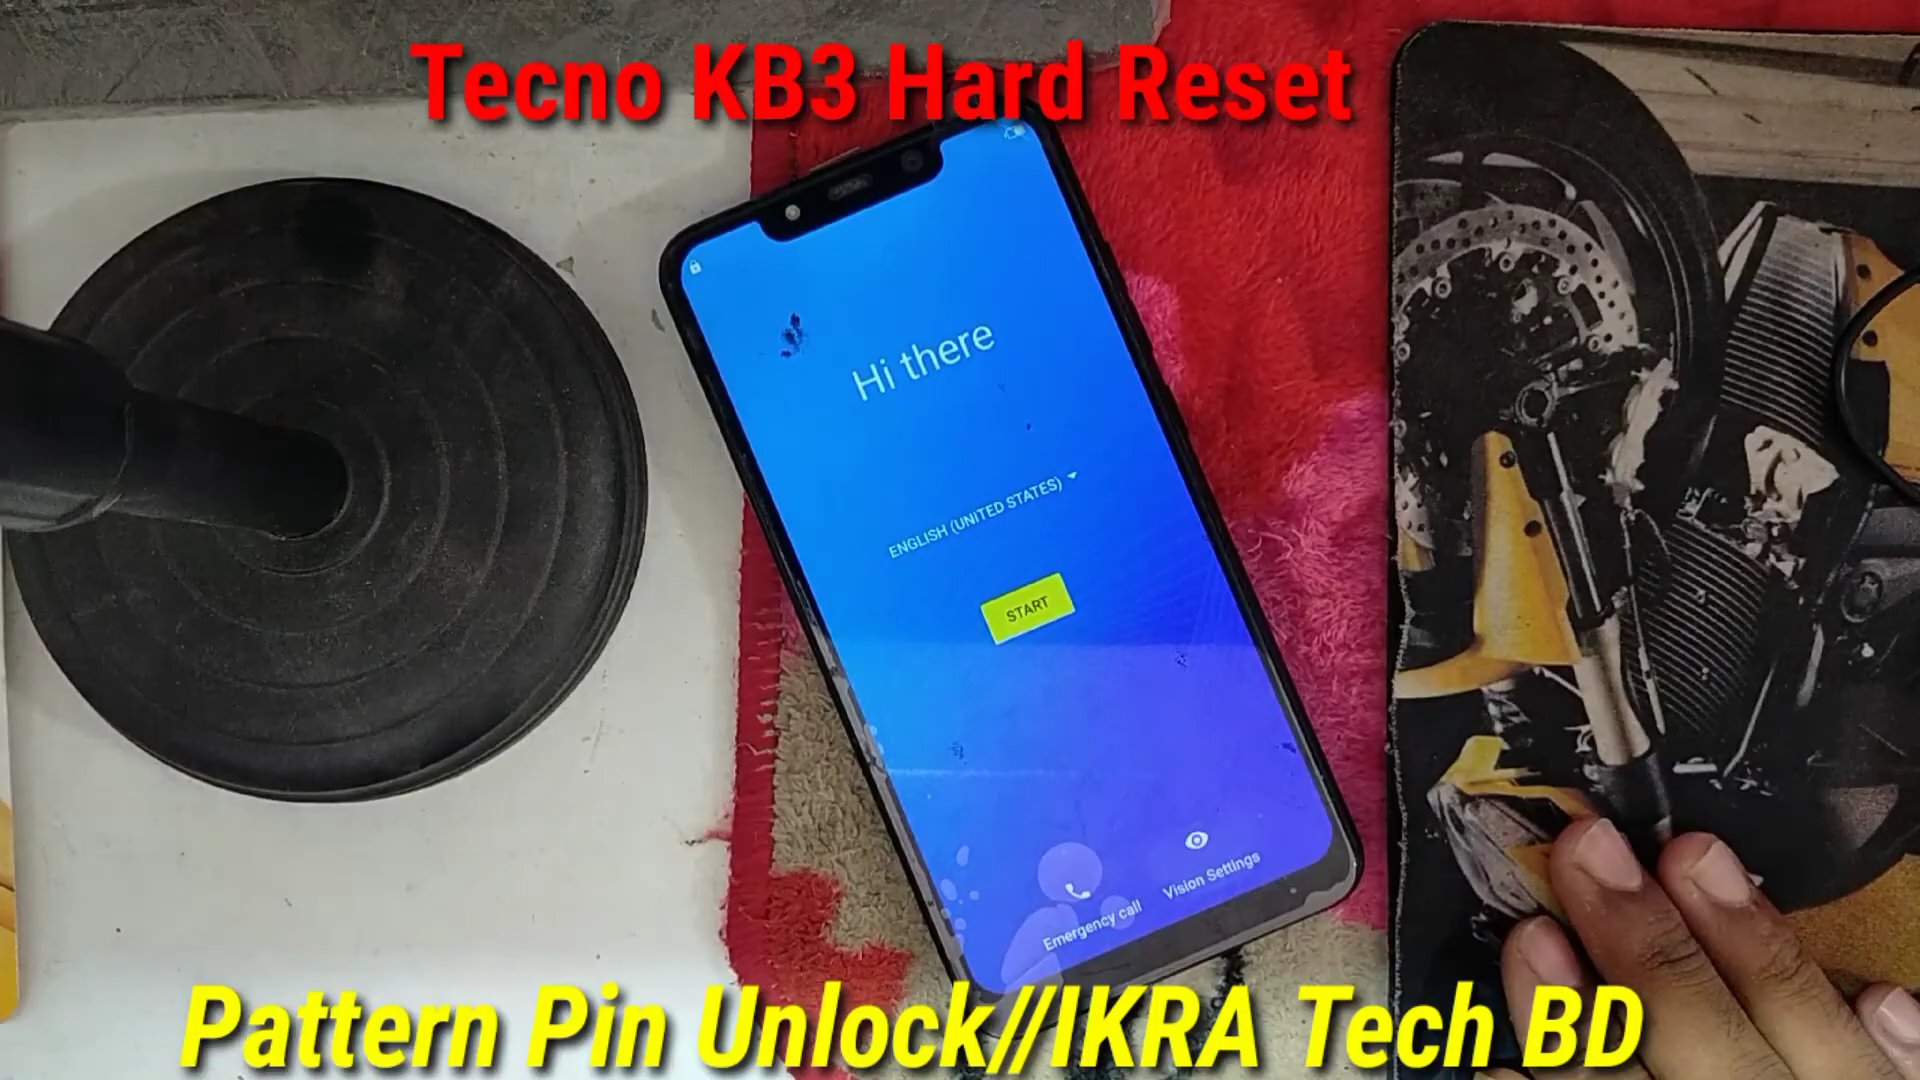 Tecno KB3 Hard Reset
Hi there
ENGLISH (UNITED STATES)
START
Vision Settings
Emergency call
Pattern Pin Unlock//IKRA Tech BD